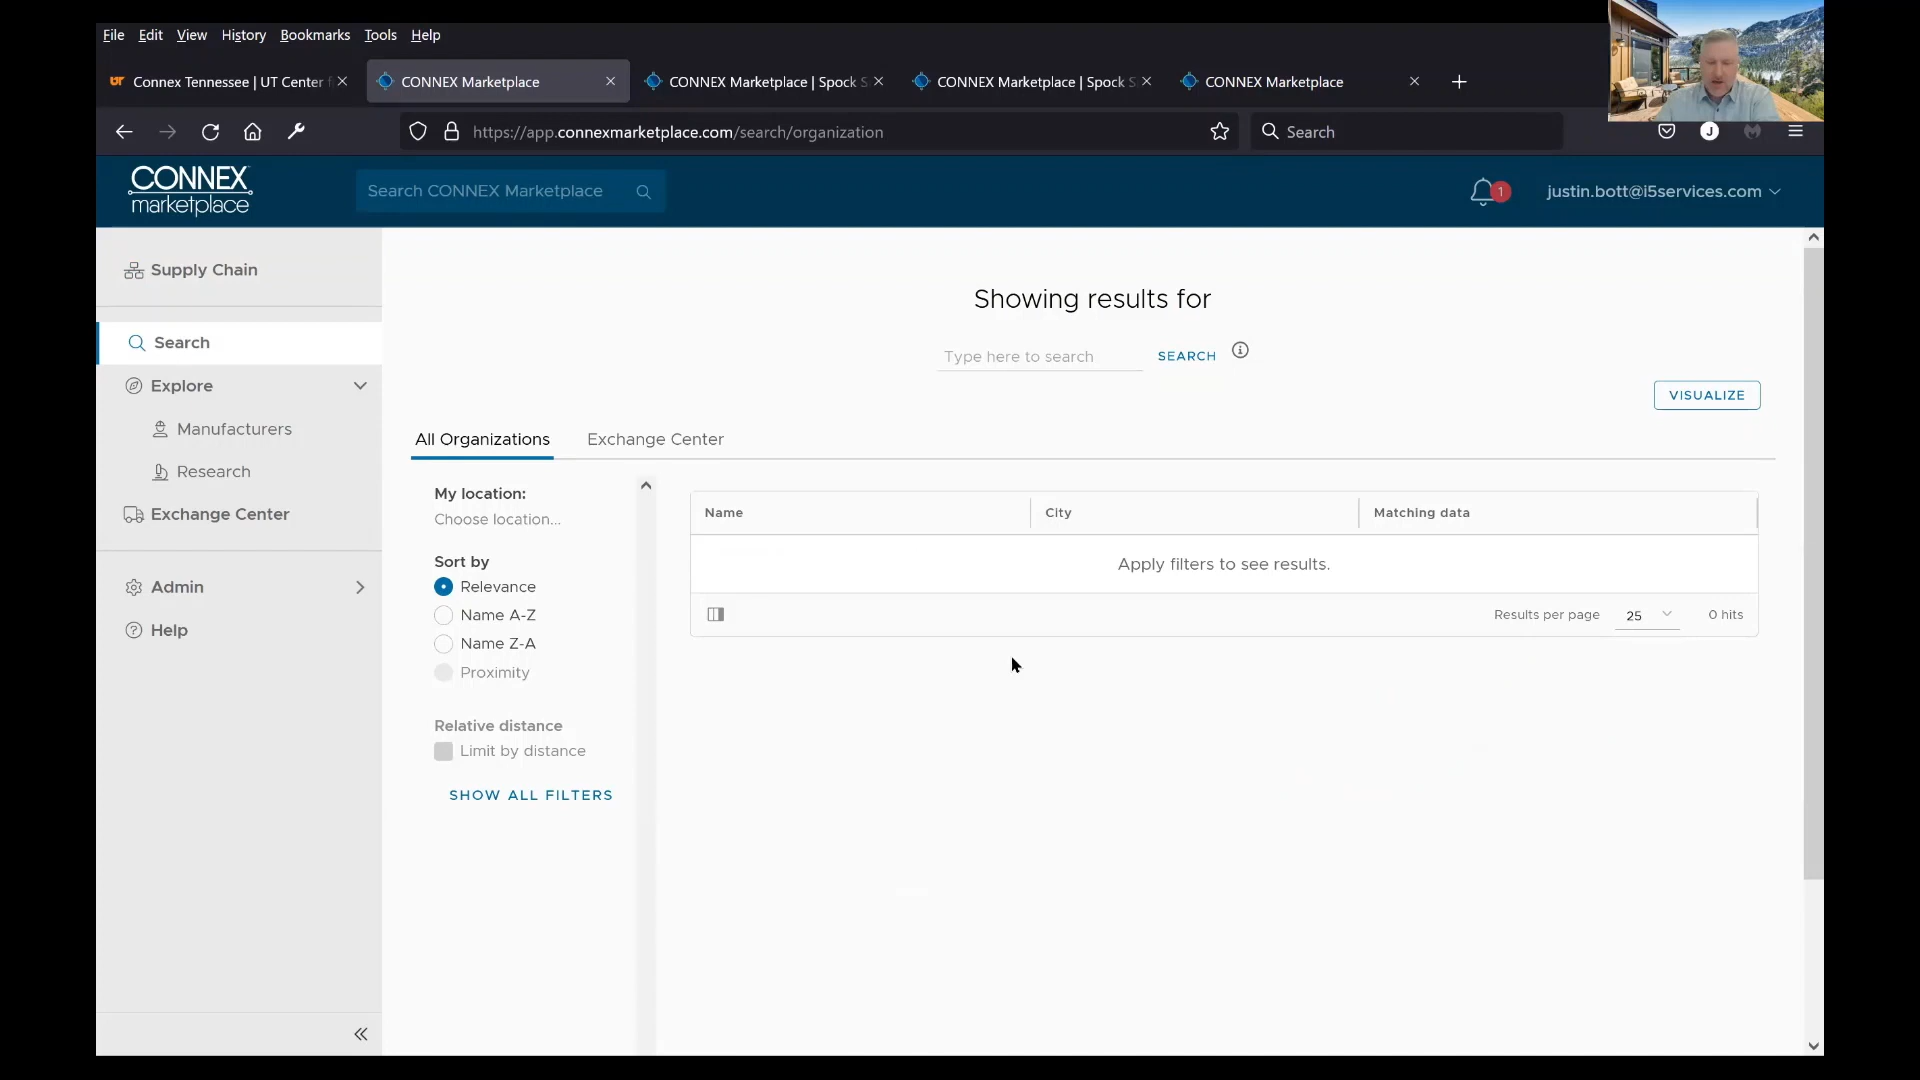 File Edit View History Bookmarks Tools Help
UT Connex Tennessee | UT Center f
CONNEX Marketplace
CONNEX Marketplace | Spock S
CONNEX Marketplace | Spock S
CONNEX Marketplace
https://app.connexmarketplace.com/search/organization
Search
J
CONNEX
marketplace
Search CONNEX Marketplace
1
justin.bott@i5services.com
Supply Chain
Search
Explore
Manufacturers
Research
Exchange Center
Admin
Help
Showing results for
Type here to search
SEARCH
VISUALIZE
All Organizations
Exchange Center
My location:
Choose location...
Sort by
Relevance
Name A-Z
Name Z-A
Proximity
Relative distance
Limit by distance
SHOW ALL FILTERS
Name City Matching data
Apply filters to see results.
Results per page 25 0 hits